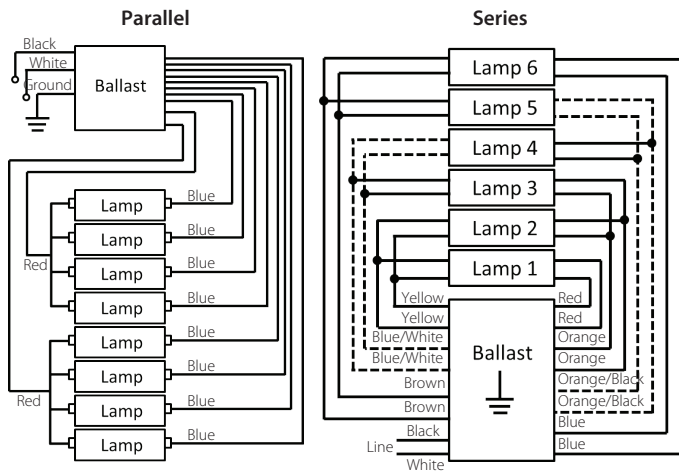 Parallel
Black
White
Ground
Ballast
Lamp
Blue
Lamp
Blue
Red
Lamp
Blue
Lamp
Blue
Lamp
Blue
Lamp
Blue
Red
Lamp
Blue
Lamp
Blue
Series
Lamp 6
Lamp 5
Lamp 4
Lamp 3
Lamp 2
Lamp 1
Yellow
Yellow
Blue/White
Blue/White
Brown
Brown
Black
Line
White
Ballast
Red
Red
Orange
Orange
Orange/Black
Orange/Black
Blue
Blue